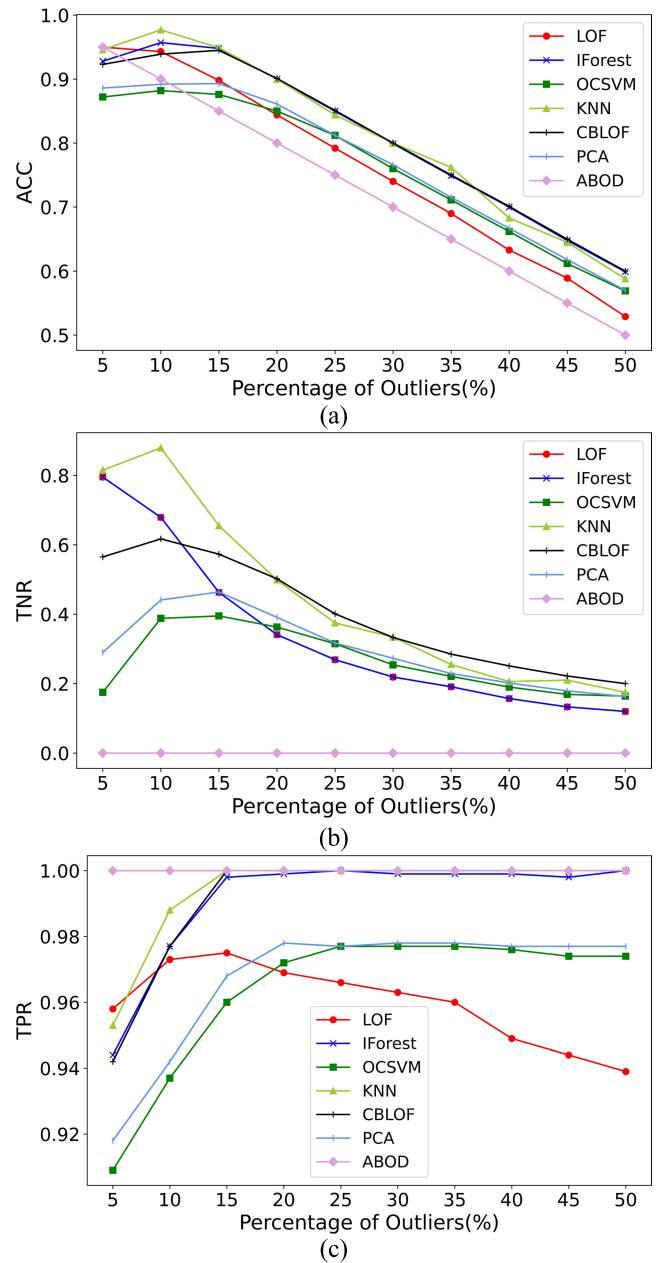 1.0
0.9
0.8
0.7
0.6
0.5
ACC
LOF
IForest
OCSVM
KNN
CBLOF
PCA
ABOD
5 10 15 20 25 30 35 40 45 50
Percentage of Outliers(%)
(a)
0.8
0.6
0.4
0.2
0.0
TNR
LOF
IForest
OCSVM
KNN
CBLOF
PCA
ABOD
5 10 15 20 25 30 35 40 45 50
Percentage of Outliers(%)
(b)
1.00
0.98
0.96
0.94
0.92
TPR
LOF
IForest
OCSVM
KNN
CBLOF
PCA
ABOD
5 10 15 20 25 30 35 40 45 50
Percentage of Outliers(%)
(c)